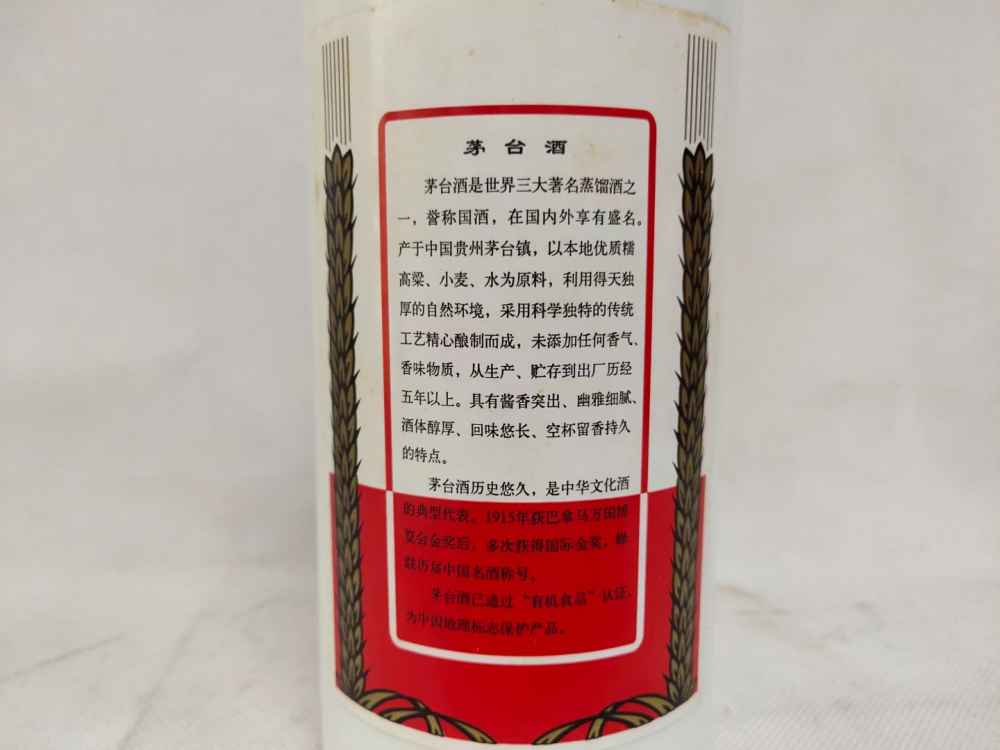 茅台酒
茅台酒是世界三大著名蒸馏酒之
一，誉称国酒，在国内外享有盛名。
产于中国贵州茅台镇，以本地优质糯
高粱、小麦、水为原料，利用得天独
厚的自然环境，采用科学独特的传统
工艺精心酿制而成，未添加任何香气、
香味物质，从生产、贮存到出厂历经
五年以上。具有酱香突出、幽雅细腻、
酒体醇厚、回味悠长、空杯留香持久
的特点。
茅台酒历史悠久，是中华文化酒
的典型代表。1915年获巴拿马万国博
览会金奖后，多次获得国际金奖，蝉
联历届中国名酒称号。
茅台酒已通过“有机食品”认证，
为中国地理标志保护产品。